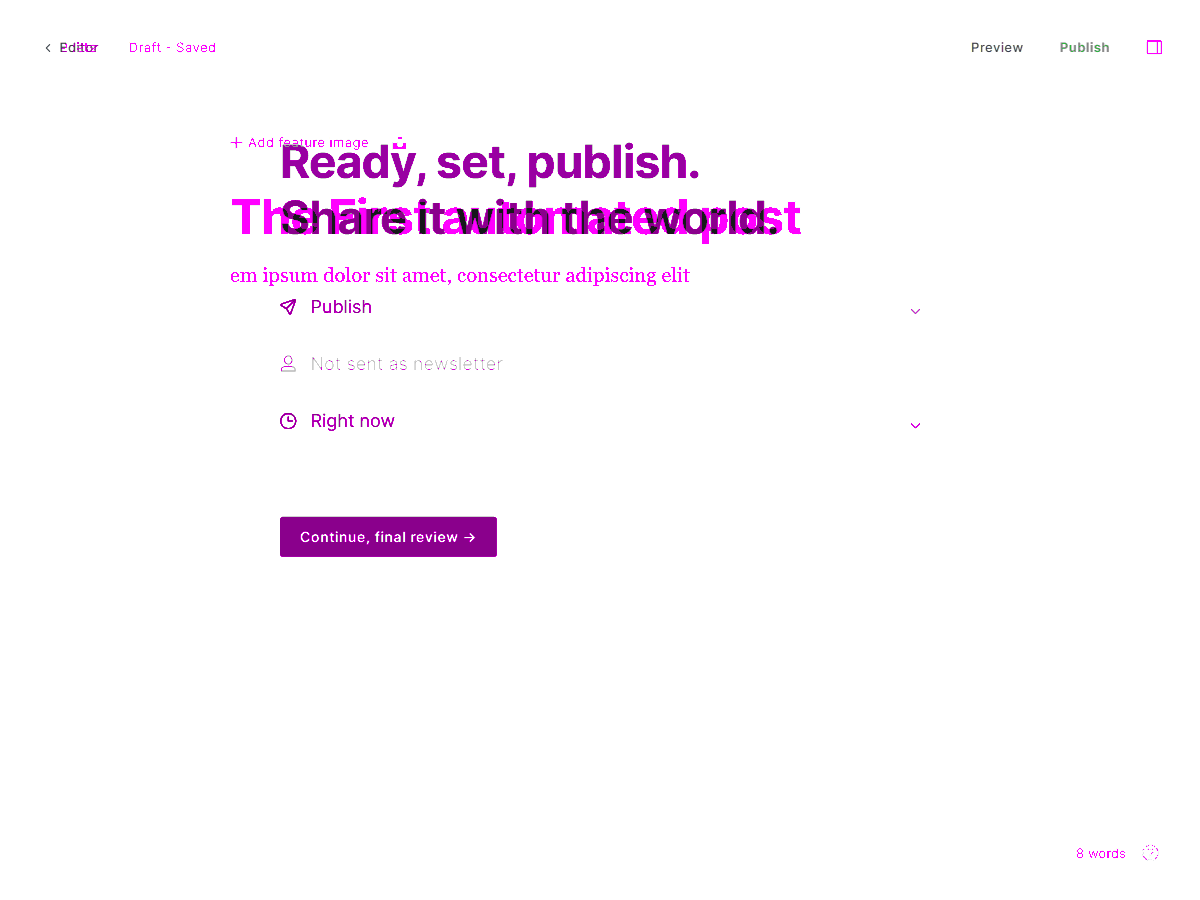 Editor Draft - Saved Preview Publish
Add feature image
Ready, set, publish.
The First automated post
Share it with the world.
em ipsum dolor sit amet, consectetur adipiscing elit
Publish
Not sent as newsletter
Right now
Continue, final review →
8 words